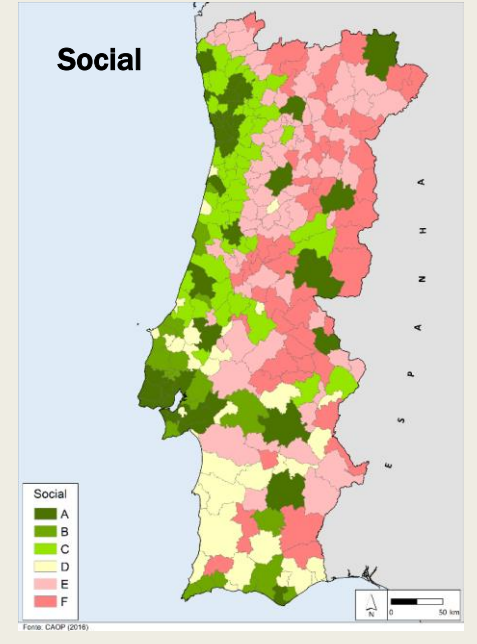 Social
E S P A N H A
Social
A
B
C
D
E
F
N
0 50 km
Fonte: CAOP (2016)